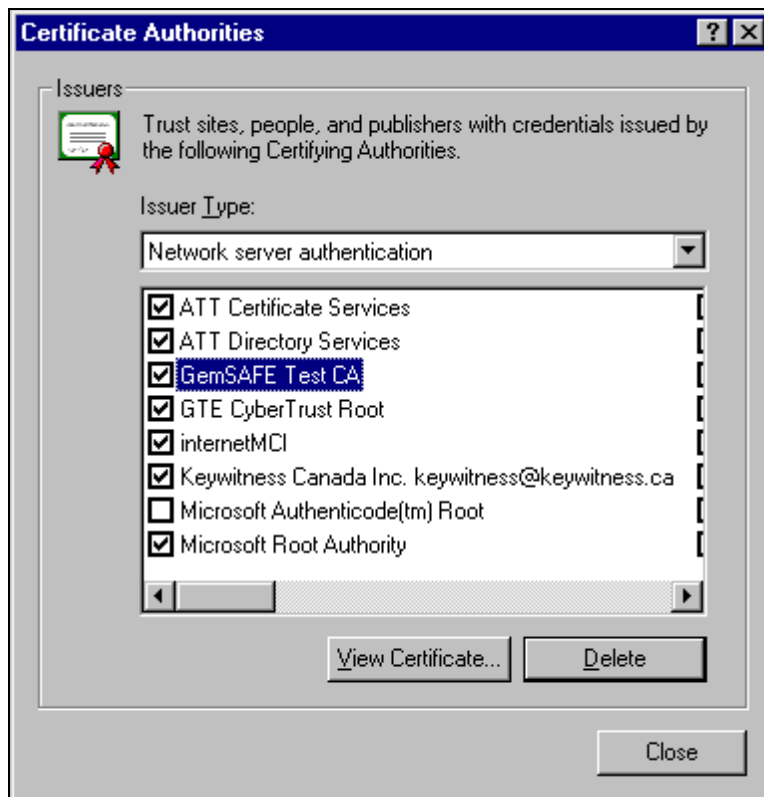 Certificate Authorities
Issuers
Trust sites, people, and publishers with credentials issued by
the following Certifying Authorities.
Issuer Type:
Network server authentication
ATT Certificate Services
ATT Directory Services
GemSAFE Test CA
GTE CyberTrust Root
internetMCI
Keywitness Canada Inc. keywitness@keywitness.ca
Microsoft Authenticode(tm) Root
Microsoft Root Authority
View Certificate... Delete
Close